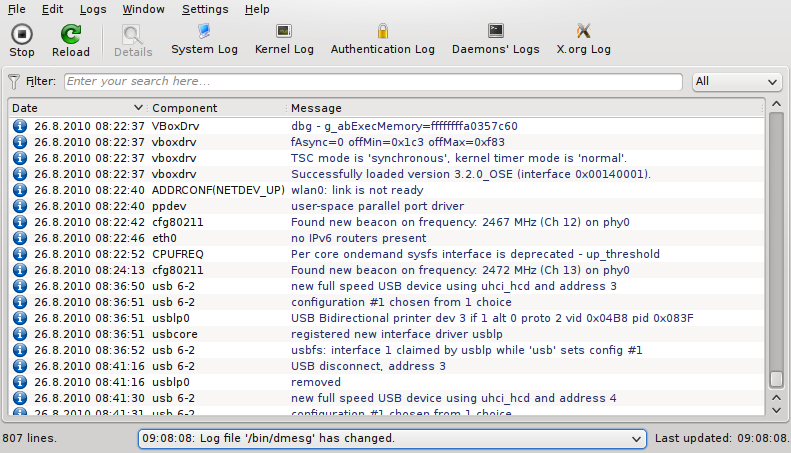 File Edit Logs Window Settings Help
Stop Reload Details System Log Kernel Log Authentication Log Daemons' Logs X.org Log
Filter: Enter your search here... All
Date Component Message
26.8.2010 08:22:37 VBoxDrv dbg - g_abExecMemory=ffffffffa0357c60
26.8.2010 08:22:37 vboxdrv fAsync=0 offMin=0x1c3 offMax=0xf83
26.8.2010 08:22:37 vboxdrv TSC mode is 'synchronous', kernel timer mode is 'normal'.
26.8.2010 08:22:37 vboxdrv Successfully loaded version 3.2.0_OSE (interface 0x00140001).
26.8.2010 08:22:40 ADDRCONF(NETDEV_UP) wlan0: link is not ready
26.8.2010 08:22:40 ppdev user-space parallel port driver
26.8.2010 08:22:42 cfg80211 Found new beacon on frequency: 2467 MHz (Ch 12) on phy0
26.8.2010 08:22:46 eth0 no IPv6 routers present
26.8.2010 08:22:52 CPUFREQ Per core ondemand sysfs interface is deprecated - up_threshold
26.8.2010 08:24:13 cfg80211 Found new beacon on frequency: 2472 MHz (Ch 13) on phy0
26.8.2010 08:36:50 usb 6-2 new full speed USB device using uhci_hcd and address 3
26.8.2010 08:36:51 usb 6-2 configuration #1 chosen from 1 choice
26.8.2010 08:36:51 usblp0 USB Bidirectional printer dev 3 if 1 alt 0 proto 2 vid 0x04B8 pid 0x083F
26.8.2010 08:36:51 usbcore registered new interface driver usblp
26.8.2010 08:36:52 usb 6-2 usbfs: interface 1 claimed by usblp while 'usb' sets config #1
26.8.2010 08:41:16 usb 6-2 USB disconnect, address 3
26.8.2010 08:41:16 usblp0 removed
26.8.2010 08:41:30 usb 6-2 new full speed USB device using uhci_hcd and address 4
26.8.2010 08:41:31 usb 6-2 configuration #1 chosen from 1 choice
807 lines. 09:08:08: Log file '/bin/dmesg' has changed. Last updated: 09:08:08.